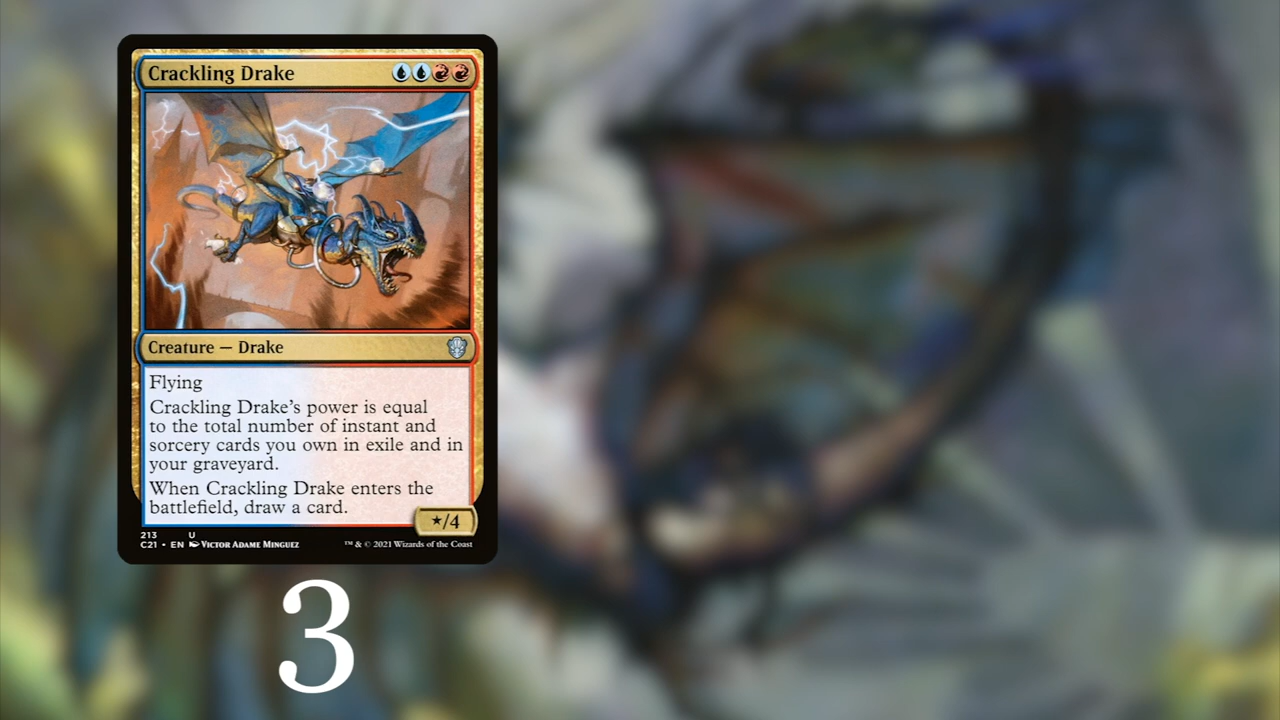 Crackling Drake
Creature — Drake
Flying
Crackling Drake's power is equal
to the total number of instant and
sorcery cards you own in exile and in
your graveyard.
When Crackling Drake enters the
battlefield, draw a card.
★/4
213 U
C21 • EN Victor Adame Minguez ™ & © 2021 Wizards of the Coast
3